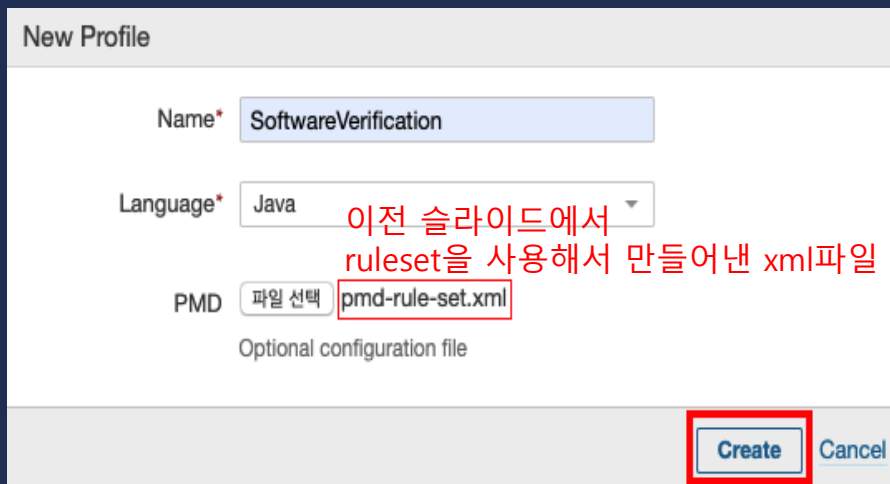 New Profile
Name* SoftwareVerification
Language* Java
이전 슬라이드에서
ruleset을 사용해서 만들어낸 xml파일
PMD 파일 선택 pmd-rule-set.xml
Optional configuration file
Create Cancel